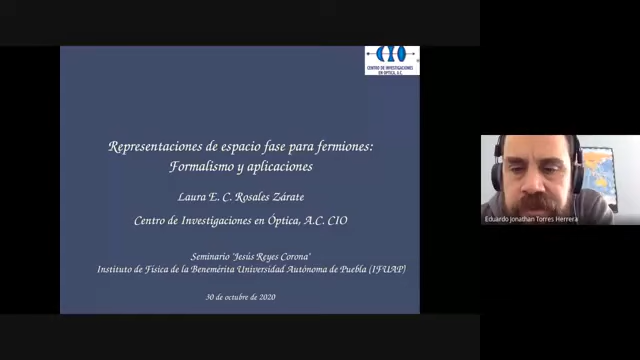 CIO
CENTRO DE INVESTIGACIONES
EN ÓPTICA, A.C.
Representaciones de espacio fase para fermiones:
Formalismo y aplicaciones
Laura E. C. Rosales Zárate
Centro de Investigaciones en Óptica, A.C. CIO
Seminario "Jesús Reyes Corona"
Instituto de Física de la Benemérita Universidad Autónoma de Puebla (IFUAP)
30 de octubre de 2020
Eduardo Jonathan Torres Herrera